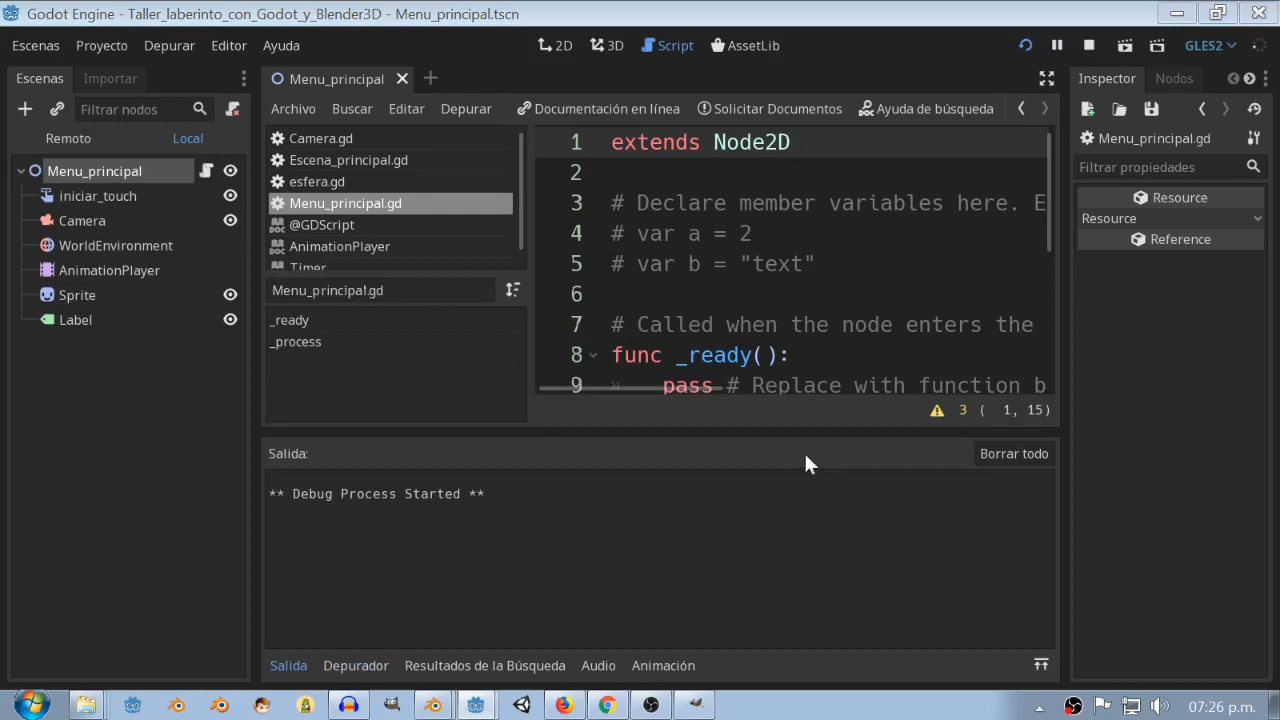 Godot Engine - Taller_laberinto_con_Godot_y_Blender3D - Menu_principal.tscn
Escenas Proyecto Depurar Editor Ayuda
2D 3D Script AssetLib
GLES2
Escenas Importar
Menu_principal
Inspector Nodos
Filtrar nodos
Archivo Buscar Editar Depurar Documentación en línea Solicitar Documentos Ayuda de búsqueda
Remoto Local
Menu_principal
iniciar_touch
Camera
WorldEnvironment
AnimationPlayer
Sprite
Label
Camera.gd
Escena_principal.gd
esfera.gd
Menu_principal.gd
@GDScript
AnimationPlayer
Timer
Menu_principal.gd
_ready
_process
1 extends Node2D
2
3 # Declare member variables here. E
4 # var a = 2
5 # var b = "text"
6
7 # Called when the node enters the
8 func _ready():
9 pass # Replace with function b
3 ( 1, 15)
Menu_principal.gd
Filtrar propiedades
Resource
Resource
Reference
Salida:
Borrar todo
** Debug Process Started **
Salida Depurador Resultados de la Búsqueda Audio Animación
07:26 p.m.